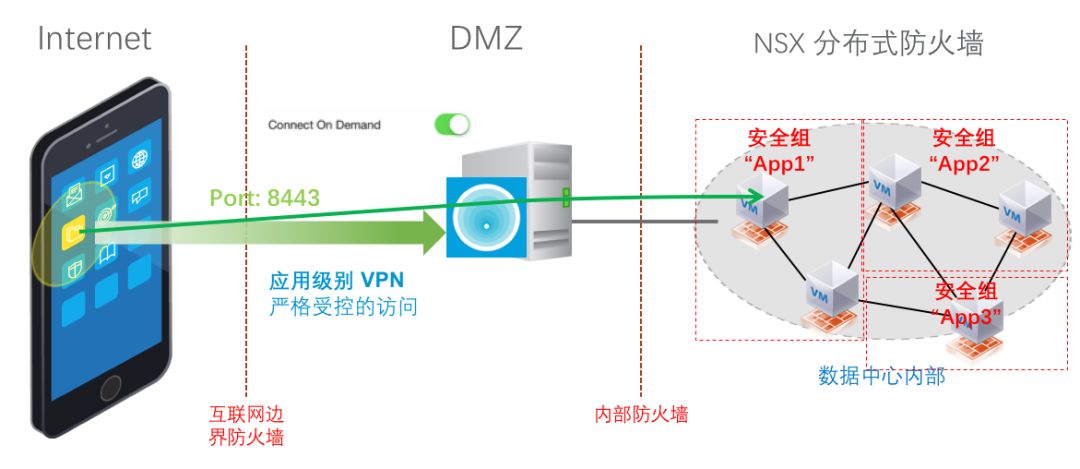 Internet
DMZ
NSX 分布式防火墙
Connect On Demand
Port: 8443
应用级别 VPN
严格受控的访问
安全组
“App1”
安全组
“App2”
VM
VM
VM
VM
安全组
“App3”
VM
数据中心内部
互联网边
界防火墙
内部防火墙